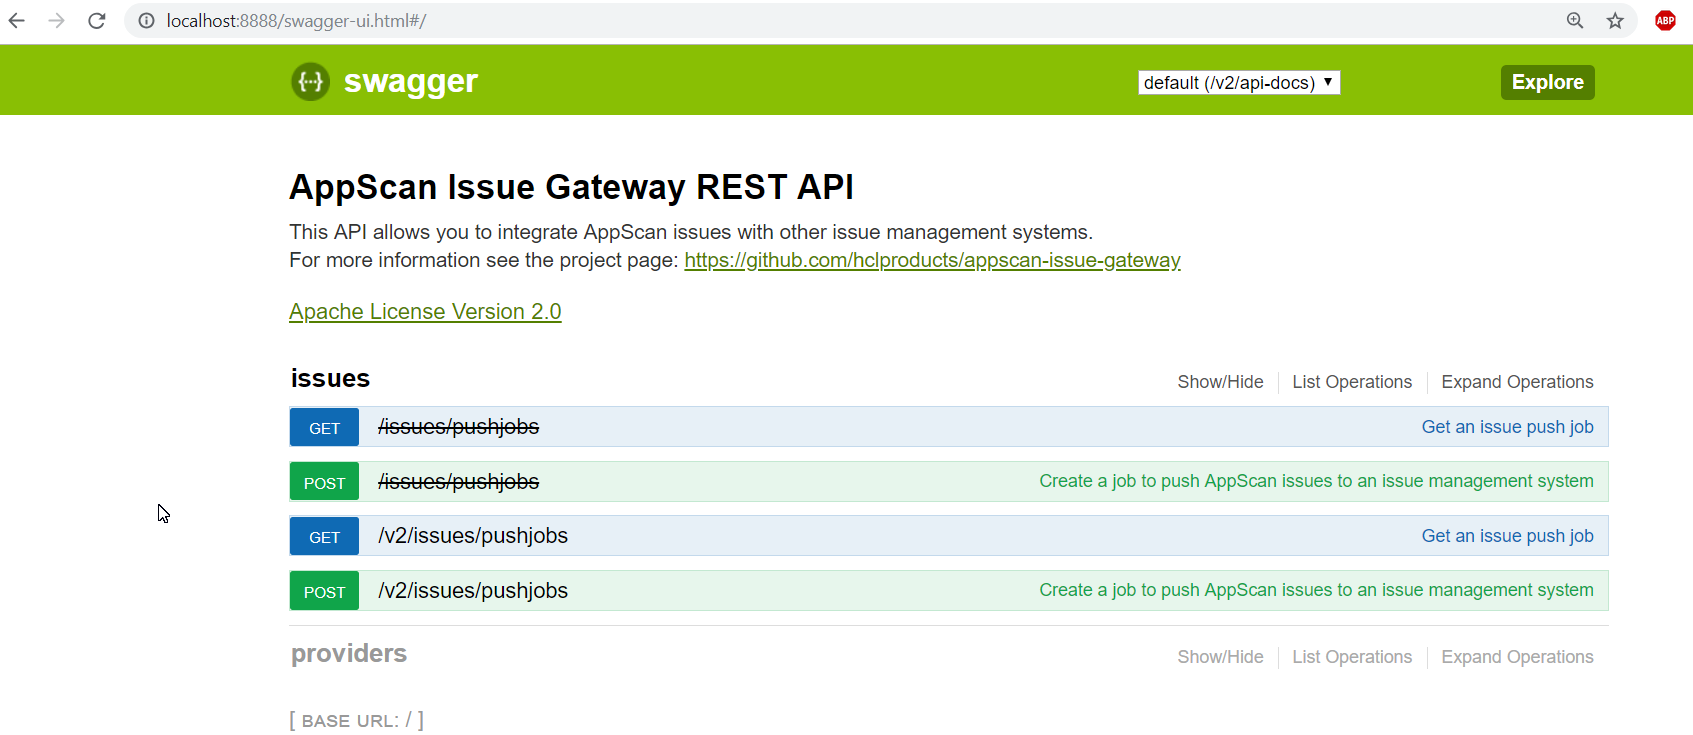 localhost:8888/swagger-ui.html#/
ABP
{···} swagger
default (/v2/api-docs) ▼
Explore
AppScan Issue Gateway REST API
This API allows you to integrate AppScan issues with other issue management systems.
For more information see the project page: https://github.com/hclproducts/appscan-issue-gateway
Apache License Version 2.0
issues Show/Hide List Operations Expand Operations
GET /issues/pushjobs Get an issue push job
POST /issues/pushjobs Create a job to push AppScan issues to an issue management system
GET /v2/issues/pushjobs Get an issue push job
POST /v2/issues/pushjobs Create a job to push AppScan issues to an issue management system
providers Show/Hide List Operations Expand Operations
[ BASE URL: / ]